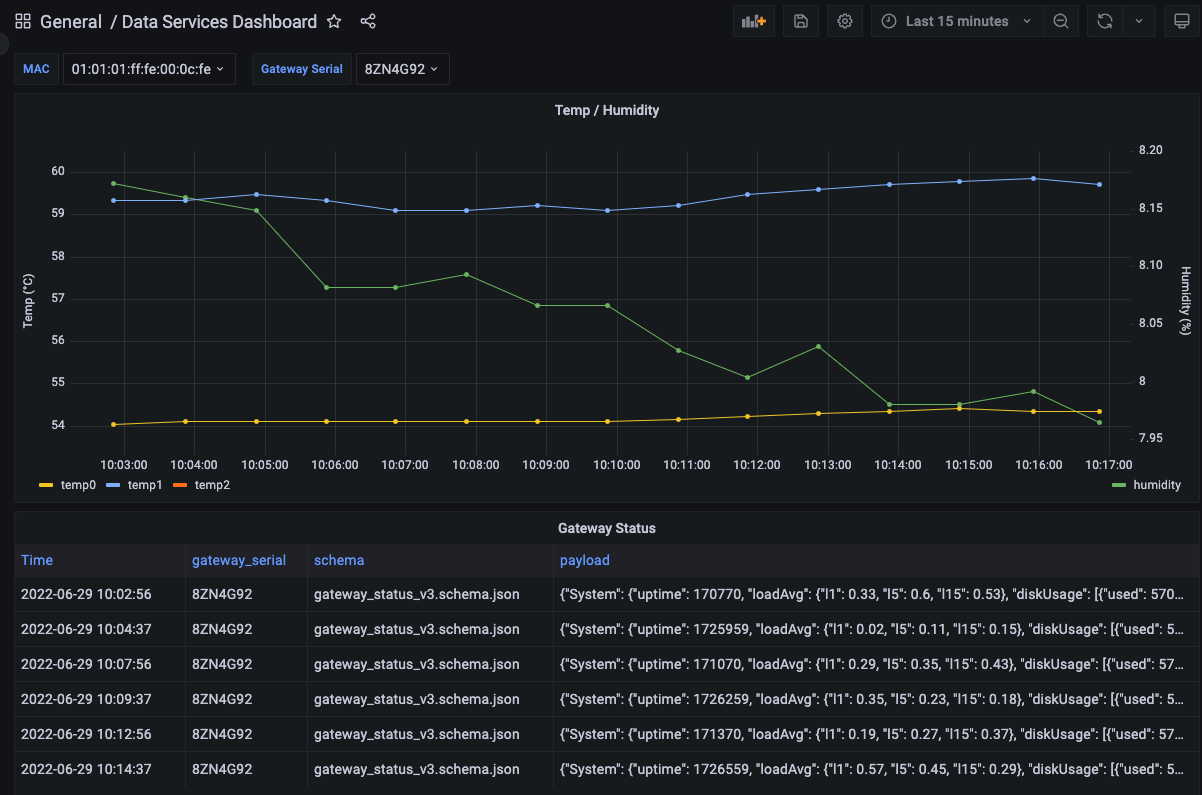 General / Data Services Dashboard
Last 15 minutes
MAC 01:01:01:ff:fe:00:0c:fe Gateway Serial 8ZN4G92
Temp / Humidity
Temp (°C)
60
59
58
57
56
55
54
8.20
8.15
8.10
8.05
8
7.95
Humidity (%)
10:03:00 10:04:00 10:05:00 10:06:00 10:07:00 10:08:00 10:09:00 10:10:00 10:11:00 10:12:00 10:13:00 10:14:00 10:15:00 10:16:00 10:17:00
temp0 temp1 temp2 humidity
Gateway Status
Time gateway_serial schema payload
2022-06-29 10:02:56 8ZN4G92 gateway_status_v3.schema.json {"System": {"uptime": 170770, "loadAvg": {"l1": 0.33, "l5": 0.6, "l15": 0.53}, "diskUsage": [{"used": 570...
2022-06-29 10:04:37 8ZN4G92 gateway_status_v3.schema.json {"System": {"uptime": 1725959, "loadAvg": {"l1": 0.02, "l5": 0.11, "l15": 0.15}, "diskUsage": [{"used": 5...
2022-06-29 10:07:56 8ZN4G92 gateway_status_v3.schema.json {"System": {"uptime": 171070, "loadAvg": {"l1": 0.29, "l5": 0.35, "l15": 0.43}, "diskUsage": [{"used": 57...
2022-06-29 10:09:37 8ZN4G92 gateway_status_v3.schema.json {"System": {"uptime": 1726259, "loadAvg": {"l1": 0.35, "l5": 0.23, "l15": 0.18}, "diskUsage": [{"used": 5...
2022-06-29 10:12:56 8ZN4G92 gateway_status_v3.schema.json {"System": {"uptime": 171370, "loadAvg": {"l1": 0.19, "l5": 0.27, "l15": 0.37}, "diskUsage": [{"used": 57...
2022-06-29 10:14:37 8ZN4G92 gateway_status_v3.schema.json {"System": {"uptime": 1726559, "loadAvg": {"l1": 0.57, "l5": 0.45, "l15": 0.29}, "diskUsage": [{"used": 5...